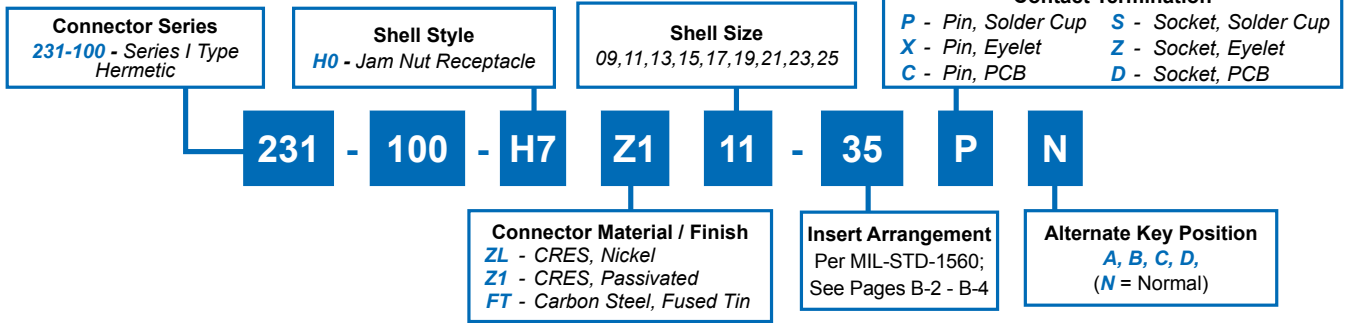 Connector Series
231-100 - Series I Type
Hermetic
Shell Style
H0 - Jam Nut Receptacle
Shell Size
09,11,13,15,17,19,21,23,25
Contact Termination
P - Pin, Solder Cup
S - Socket, Solder Cup
X - Pin, Eyelet
Z - Socket, Eyelet
C - Pin, PCB
D - Socket, PCB
231 - 100 - H7 Z1 11 - 35 P N
Connector Material / Finish
ZL - CRES, Nickel
Z1 - CRES, Passivated
FT - Carbon Steel, Fused Tin
Insert Arrangement
Per MIL-STD-1560;
See Pages B-2 - B-4
Alternate Key Position
A, B, C, D,
(N = Normal)